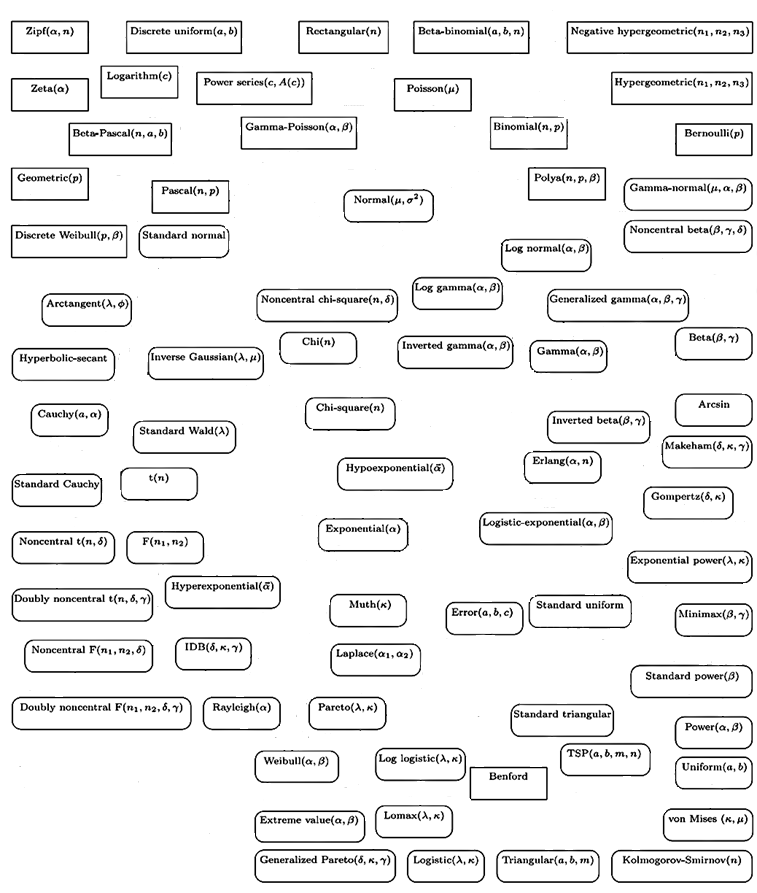 Zipf(α, n)
Discrete uniform(a, b)
Rectangular(n)
Beta-binomial(a, b, n)
Negative hypergeometric(n₁, n₂, n₃)
Zeta(α)
Logarithm(c)
Power series(c, A(c))
Poisson(μ)
Hypergeometric(n₁, n₂, n₃)
Beta-Pascal(n, a, b)
Gamma-Poisson(α, β)
Binomial(n, p)
Bernoulli(p)
Geometric(p)
Pascal(n, p)
Normal(μ, σ²)
Polya(n, p, β)
Gamma-normal(μ, α, β)
Discrete Weibull(p, β)
Standard normal
Log normal(α, β)
Noncentral beta(β, γ, δ)
Arctangent(λ, φ)
Noncentral chi-square(n, δ)
Log gamma(α, β)
Generalized gamma(α, β, γ)
Hyperbolic-secant
Inverse Gaussian(λ, μ)
Chi(n)
Inverted gamma(α, β)
Gamma(α, β)
Beta(β, γ)
Cauchy(a, α)
Standard Wald(λ)
Chi-square(n)
Inverted beta(β, γ)
Arcsin
Makeham(δ, κ, γ)
Standard Cauchy
t(n)
Hypoexponential(α⃗)
Erlang(α, n)
Gompertz(δ, κ)
Noncentral t(n, δ)
F(n₁, n₂)
Exponential(α)
Logistic-exponential(α, β)
Exponential power(λ, κ)
Doubly noncentral t(n, δ, γ)
Hyperexponential(α⃗)
Muth(κ)
Error(a, b, c)
Standard uniform
Minimax(β, γ)
Noncentral F(n₁, n₂, δ)
IDB(δ, κ, γ)
Laplace(α₁, α₂)
Standard power(β)
Doubly noncentral F(n₁, n₂, δ, γ)
Rayleigh(α)
Pareto(λ, κ)
Standard triangular
Power(α, β)
Weibull(α, β)
Log logistic(λ, κ)
Benford
TSP(a, b, m, n)
Uniform(a, b)
Extreme value(α, β)
Lomax(λ, κ)
von Mises (κ, μ)
Generalized Pareto(δ, κ, γ)
Logistic(λ, κ)
Triangular(a, b, m)
Kolmogorov-Smirnov(n)